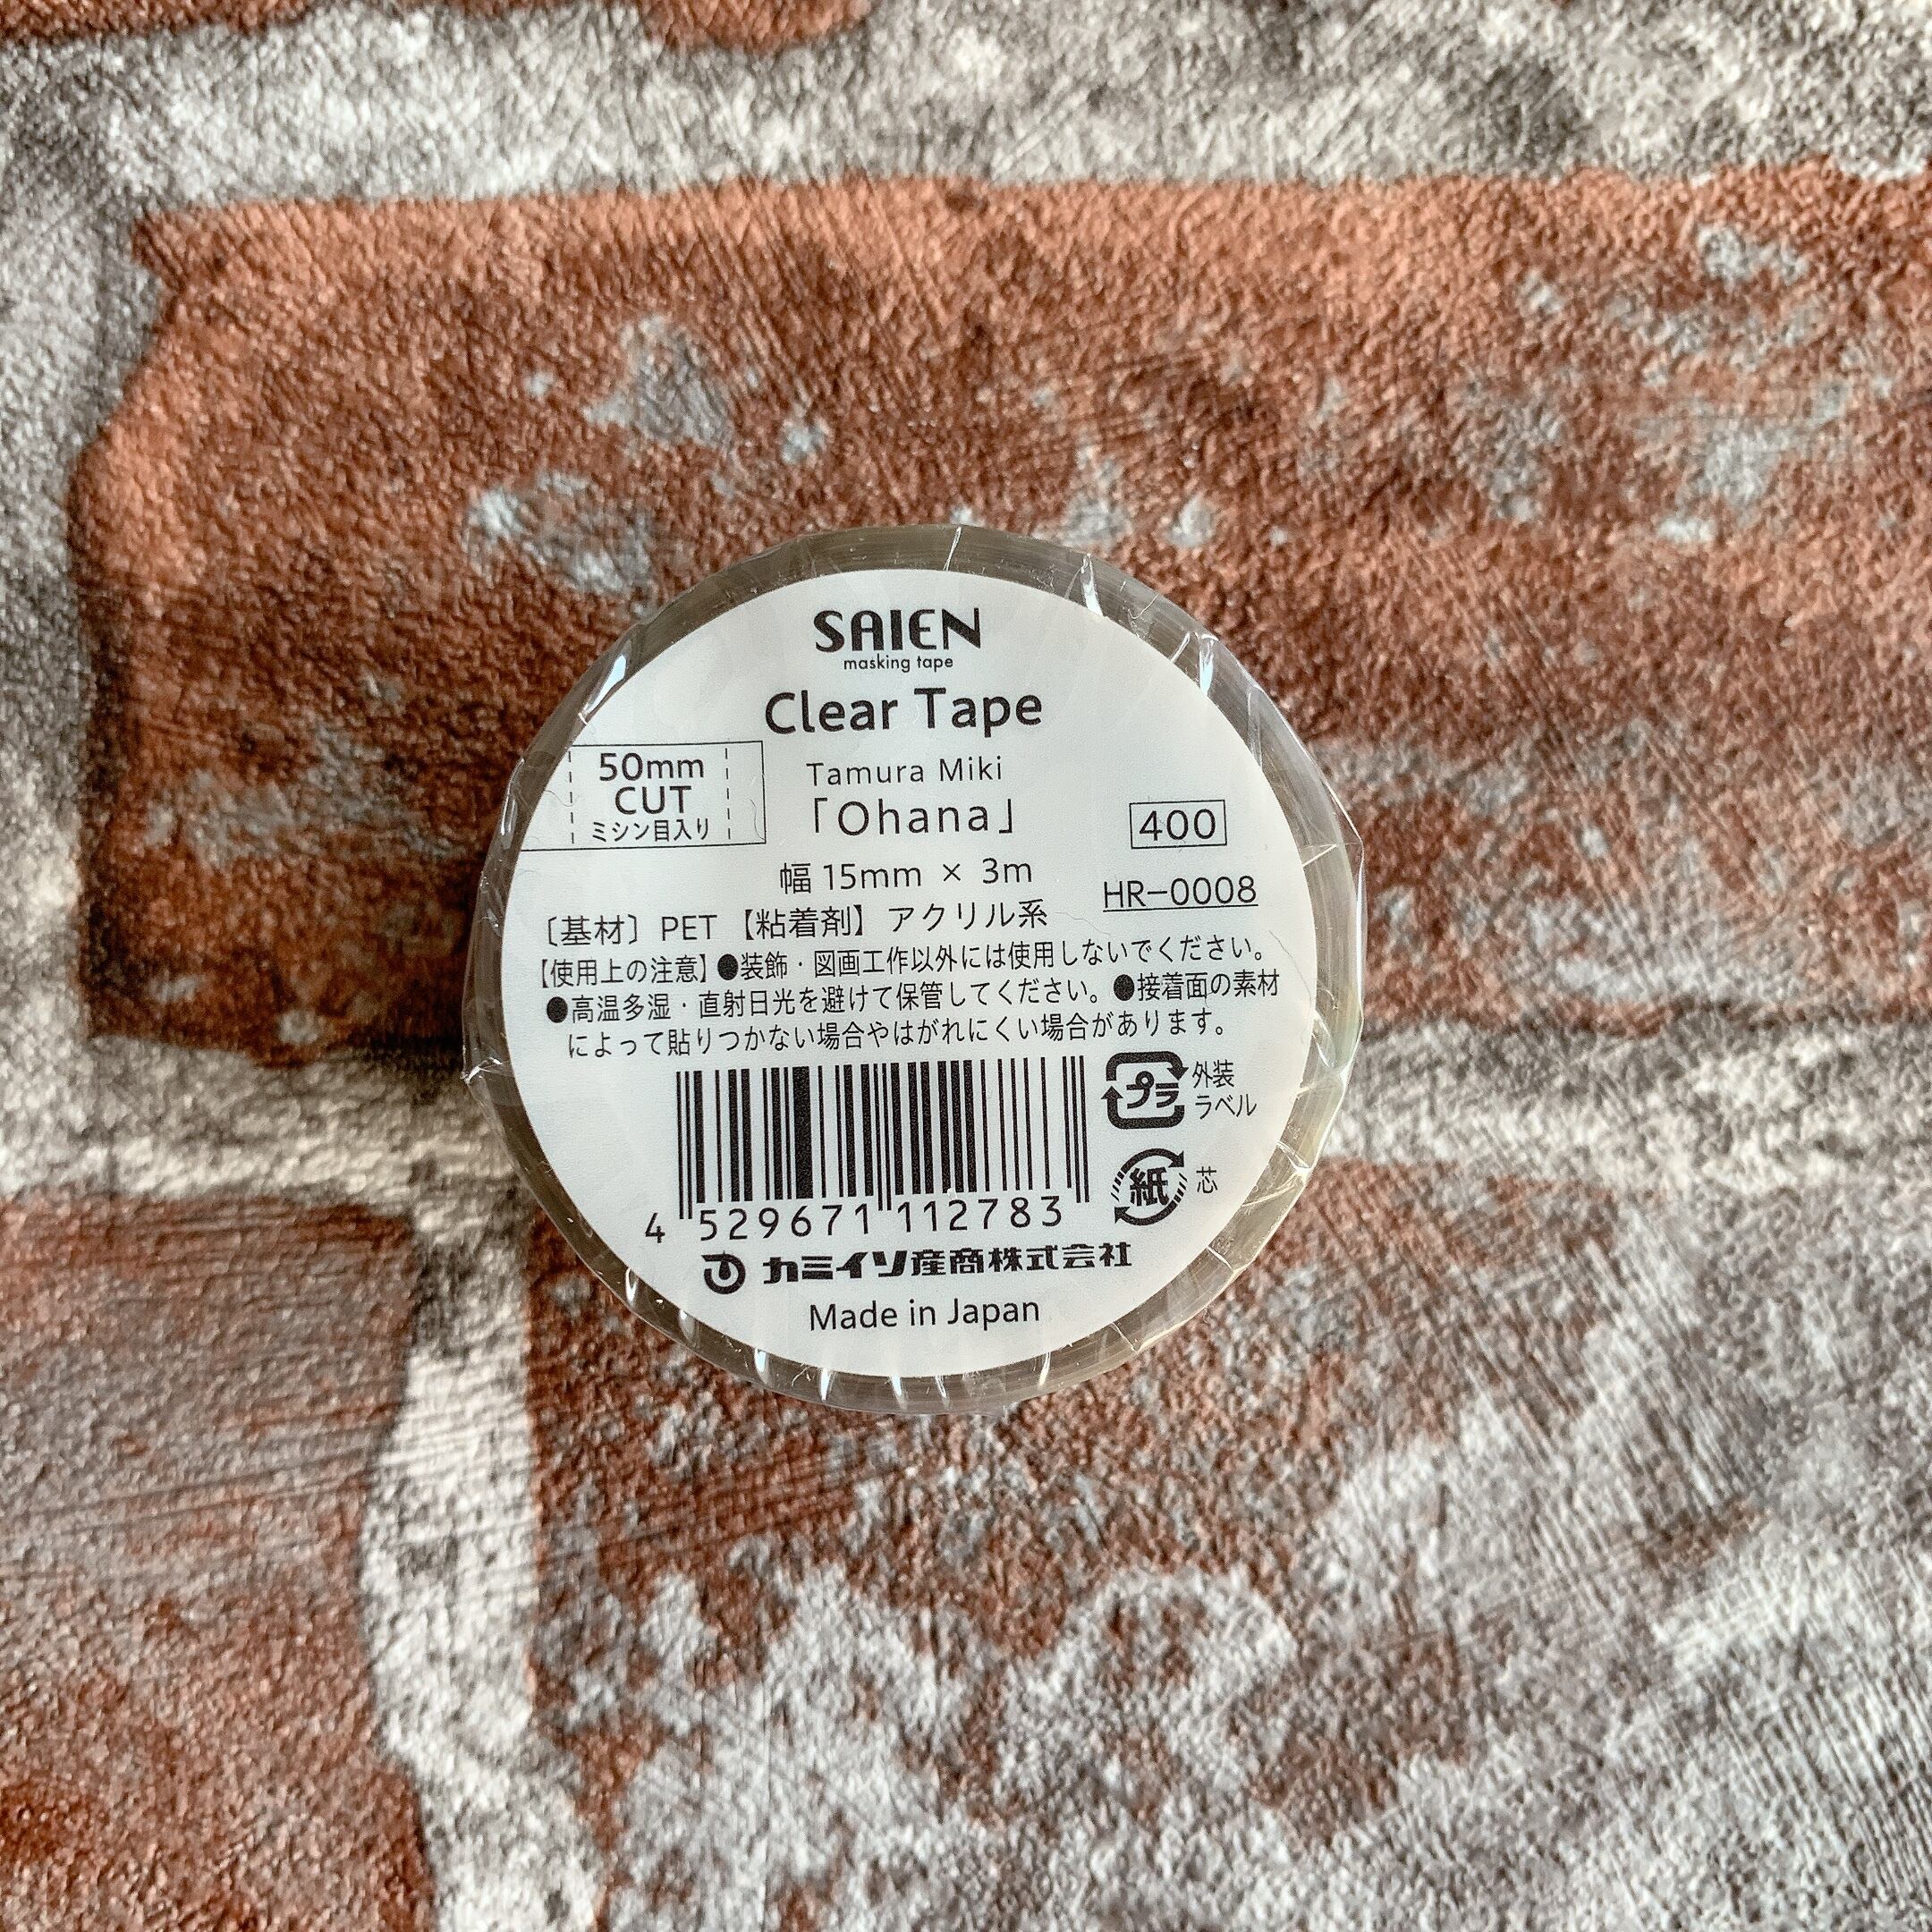 SAIEN
masking tape
Clear Tape
50mm
CUT
ミシン目入り
Tamura Miki
「Ohana」
400
幅 15mm × 3m
HR-0008
〔基材〕PET 【粘着剤】アクリル系
【使用上の注意】●装飾・図画工作以外には使用しないでください。
●高温多湿・直射日光を避けて保管してください。●接着面の素材
によって貼りつかない場合やはがれにくい場合があります。
プラ 外装
ラベル
紙 芯
4 529671 112783
カミイソ産商株式会社
Made in Japan